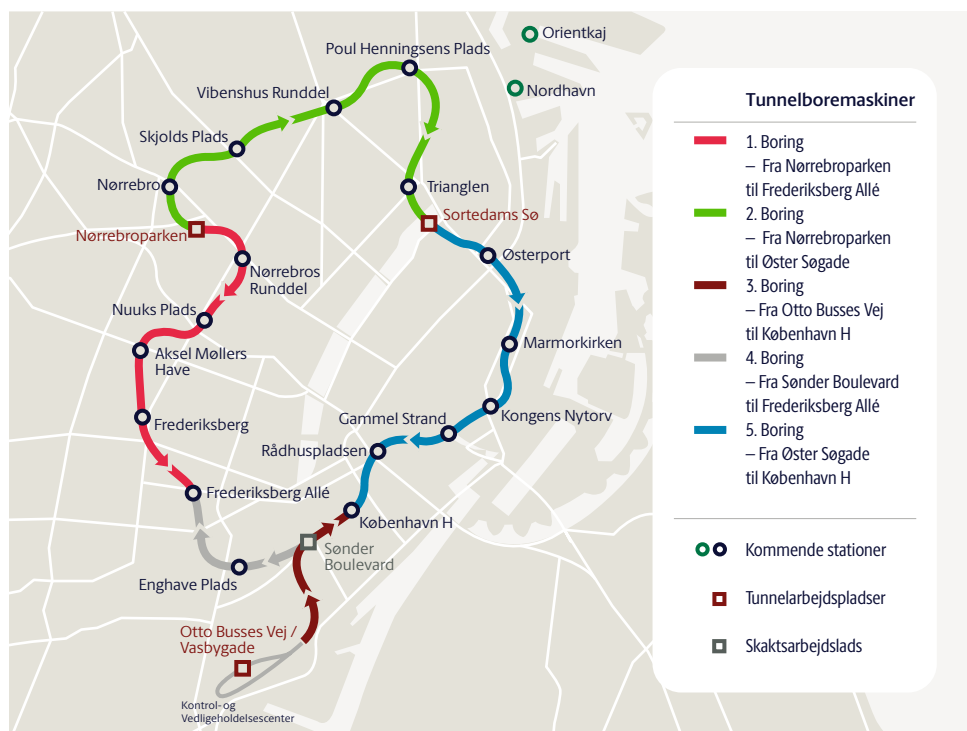 Orientkaj
Poul Henningsens Plads
Nordhavn
Vibenshus Runddel
Skjolds Plads
Nørrebro
Trianglen
Sortedams Sø
Nørrebroparken
Østerport
Nørrebros
Runddel
Nuuks Plads
Marmorkirken
Aksel Møllers
Have
Kongens Nytorv
Gammel Strand
Frederiksberg
Rådhuspladsen
Frederiksberg Allé
København H
Sønder
Boulevard
Enghave Plads
Otto Busses Vej /
Vasbygade
Kontrol- og
Vedligeholdelsescenter
Tunnelboremaskiner
1. Boring
– Fra Nørrebroparken
til Frederiksberg Allé
2. Boring
– Fra Nørrebroparken
til Øster Søgade
3. Boring
– Fra Otto Busses Vej
til København H
4. Boring
– Fra Sønder Boulevard
til Frederiksberg Allé
5. Boring
– Fra Øster Søgade
til København H
Kommende stationer
Tunnelarbejdspladser
Skaktsarbejdslads